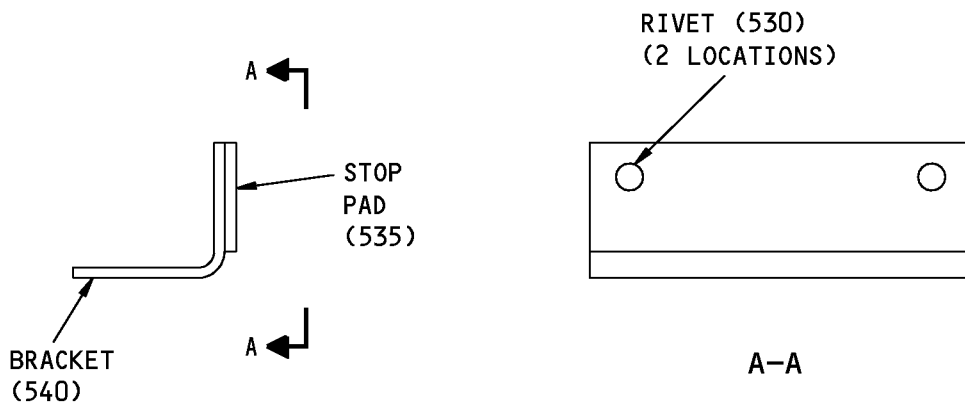 RIVET (530)
(2 LOCATIONS)
A
STOP
PAD
(535)
A
BRACKET
(540)
A-A